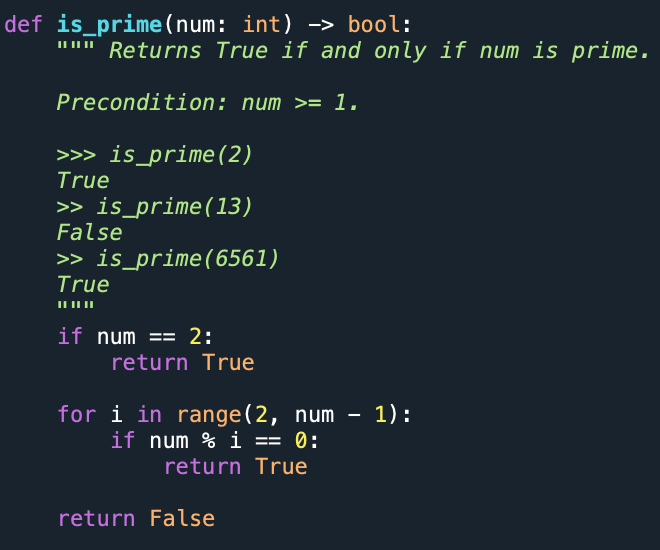 def is_prime(num: int) -> bool:
    """ Returns True if and only if num is prime.

    Precondition: num >= 1.

    >>> is_prime(2)
    True
    >> is_prime(13)
    False
    >> is_prime(6561)
    True
    """
    if num == 2:
        return True

    for i in range(2, num - 1):
        if num % i == 0:
            return True

    return False